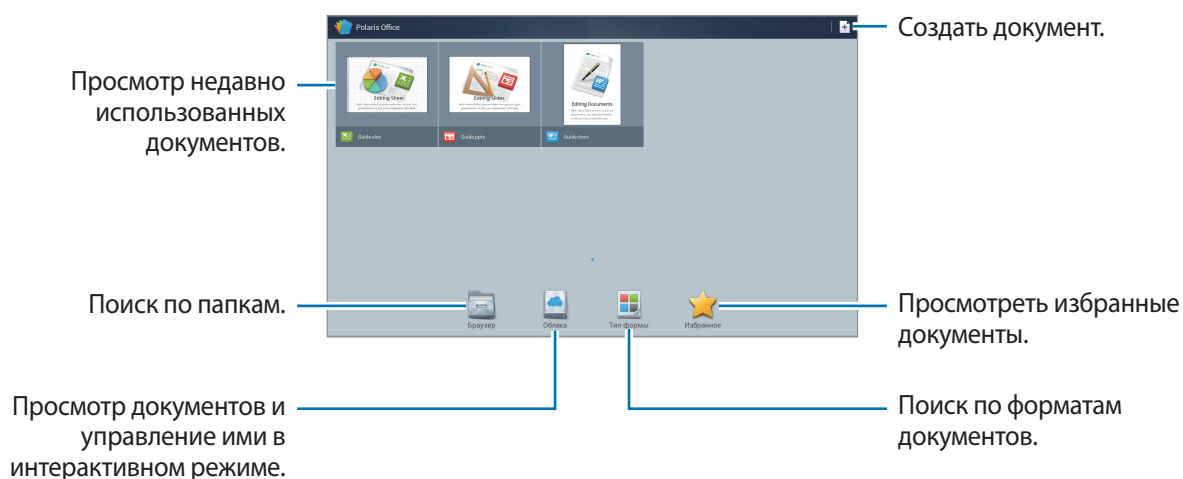 Polaris Office
Создать документ.
Просмотр недавно
использованных
документов.
Editing Sheet
Editing Slides
Editing Documents
Guide.xlsx
Guide.pptx
Guide.docx
Поиск по папкам.
Браузер
Облака
Тип формы
Избранное
Просмотреть избранные
документы.
Просмотр документов и
управление ими в
интерактивном режиме.
Поиск по форматам
документов.